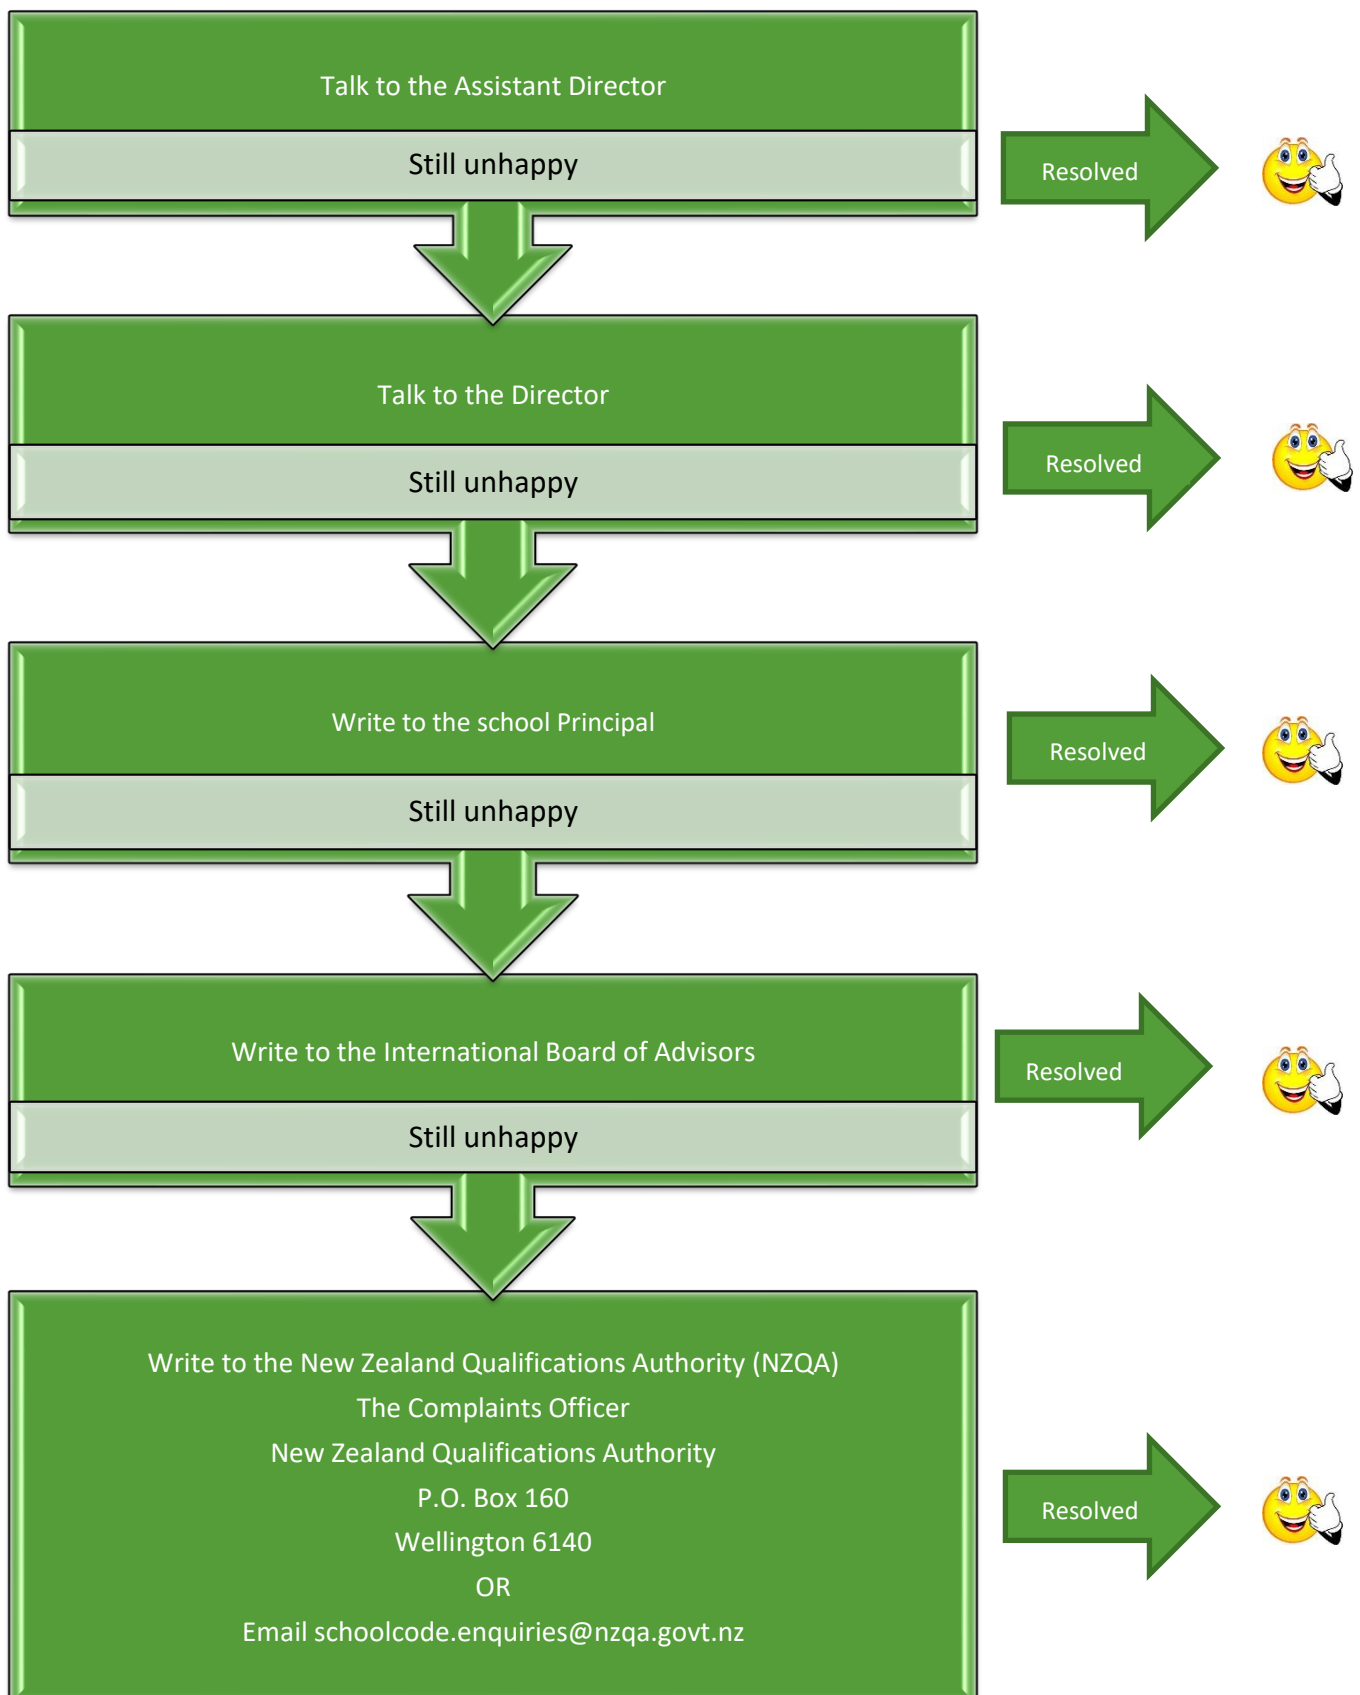 Talk to the Assistant Director
Still unhappy
Resolved
Talk to the Director
Still unhappy
Resolved
Write to the school Principal
Still unhappy
Resolved
Write to the International Board of Advisors
Still unhappy
Resolved
Write to the New Zealand Qualifications Authority (NZQA)
The Complaints Officer
New Zealand Qualifications Authority
P.O. Box 160
Wellington 6140
OR
Email schoolcode.enquiries@nzqa.govt.nz
Resolved